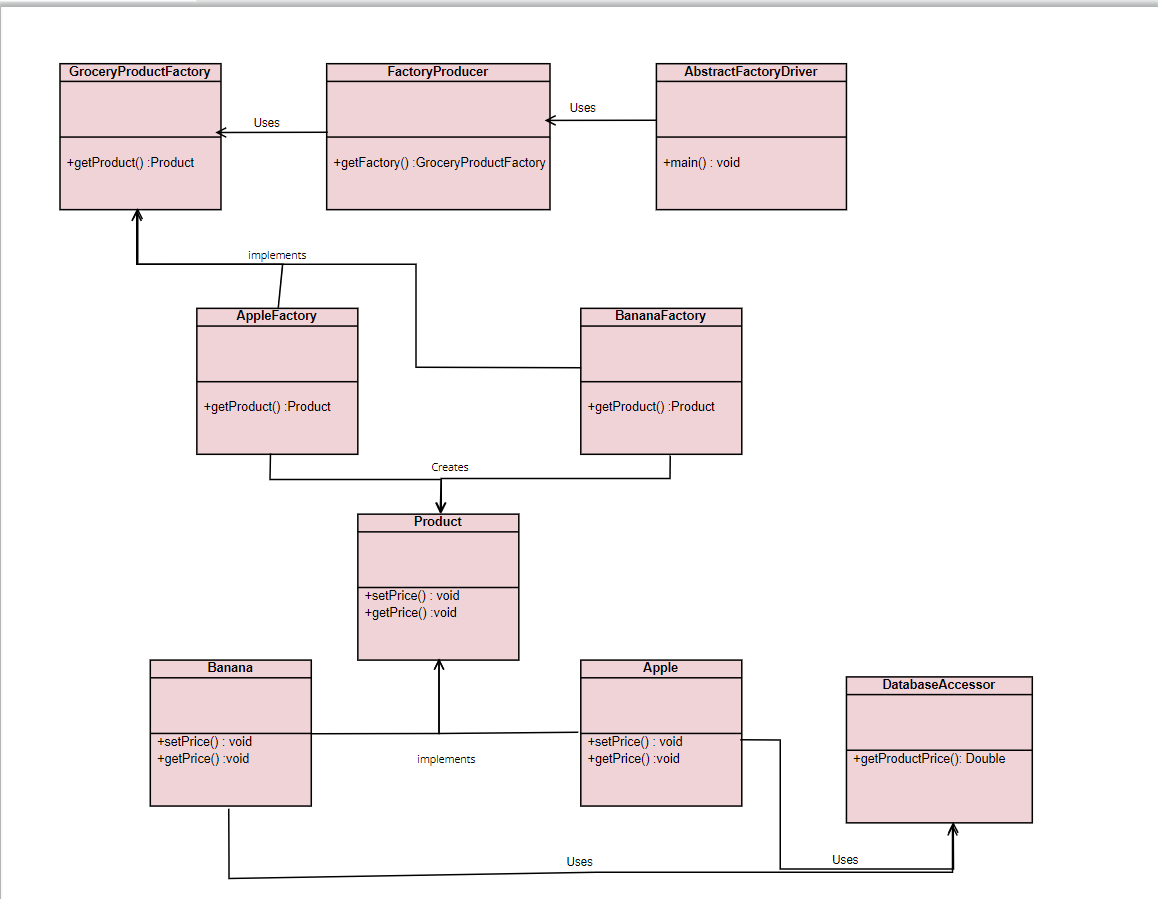 GroceryProductFactory
FactoryProducer
AbstractFactoryDriver
Uses
Uses
+getProduct() :Product
+getFactory() :GroceryProductFactory
+main() : void
implements
AppleFactory
BananaFactory
+getProduct() :Product
+getProduct() :Product
Creates
Product
+setPrice() : void
+getPrice() :void
Banana
Apple
DatabaseAccessor
+setPrice() : void
+getPrice() :void
+setPrice() : void
+getPrice() :void
+getProductPrice(): Double
implements
Uses
Uses